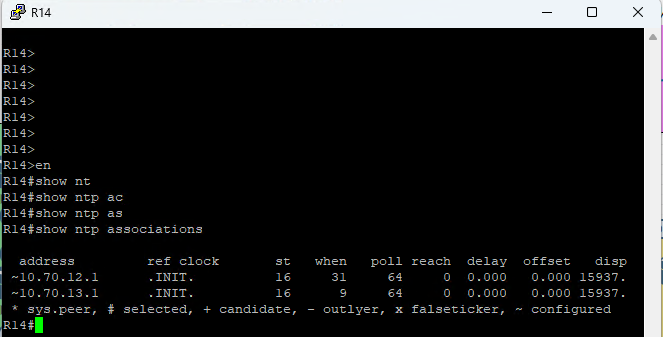 R14
R14>
R14>
R14>
R14>
R14>
R14>
R14>
R14>en
R14#show nt
R14#show ntp ac
R14#show ntp as
R14#show ntp associations
address ref clock st when poll reach delay offset disp
~10.70.12.1 .INIT. 16 31 64 0 0.000 0.000 15937.
~10.70.13.1 .INIT. 16 9 64 0 0.000 0.000 15937.
* sys.peer, # selected, + candidate, - outlyer, x falseticker, ~ configured
R14#